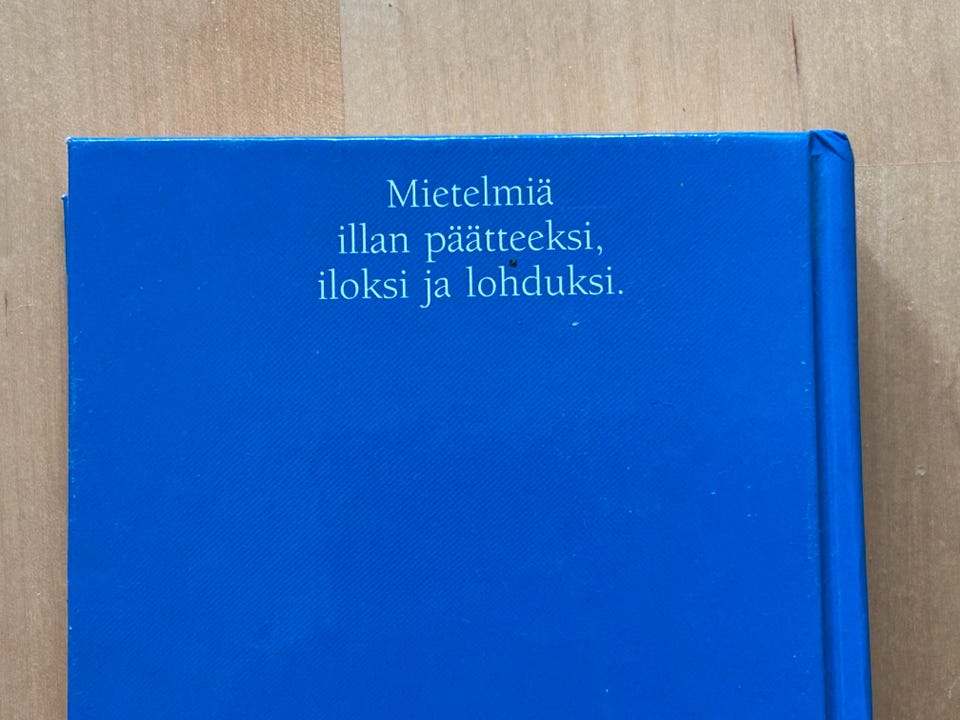 Mietelmiä
illan päätteeksi,
iloksi ja lohduksi.